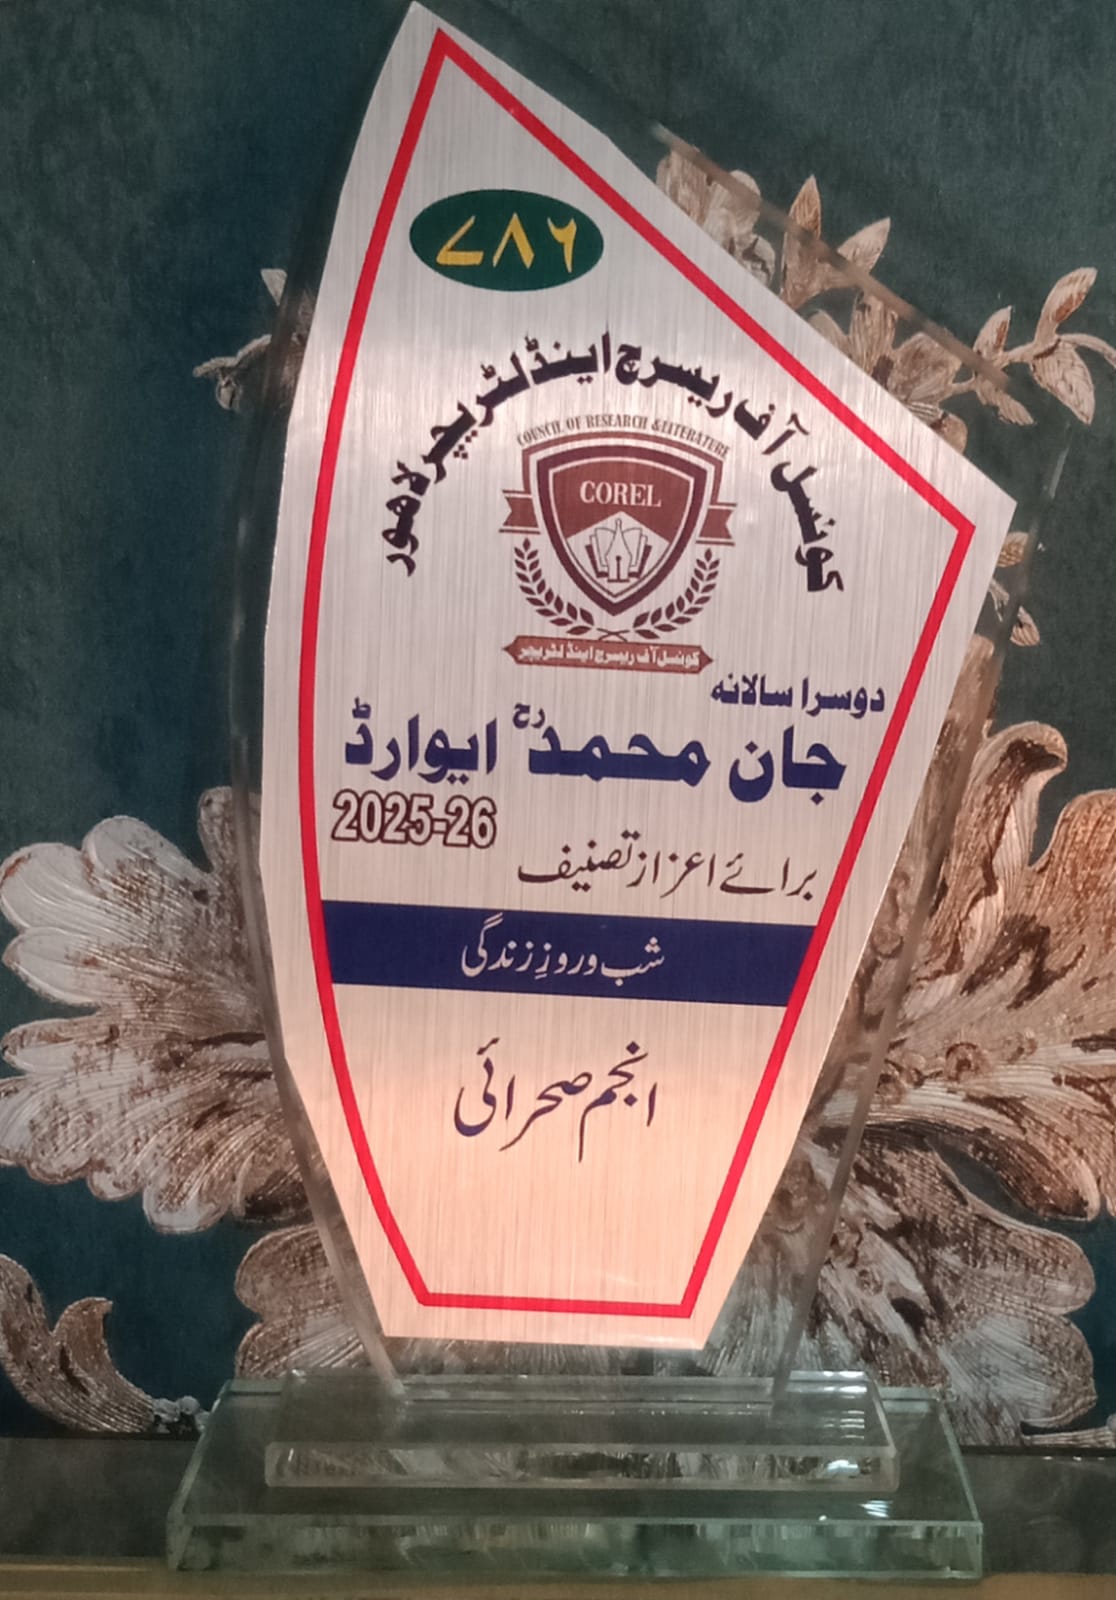 ۷۸۶
کونسل آف ریسرچ اینڈ لٹریچر لاہور
COUNCIL OF RESEARCH & LITERATURE
COREL
کونسل آف ریسرچ اینڈ لٹریچر
دوسرا سالانہ
جان محمدؒ ایوارڈ
2025-26
برائے اعزاز تصنیف
شب و روزِ زندگی
انجم صحرائی